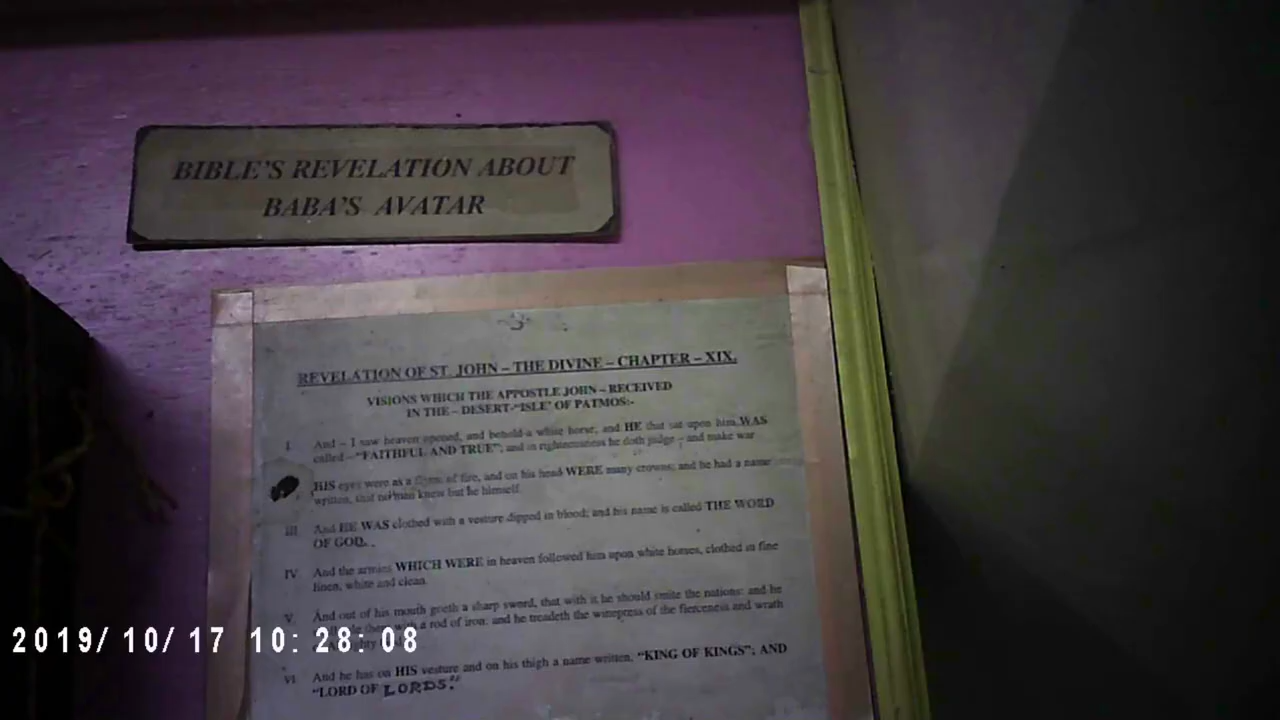 BIBLE'S REVELATION ABOUT
BABA'S AVATAR
REVELATION OF ST. JOHN – THE DIVINE – CHAPTER – XIX.
VISIONS WHICH THE APPOSTLE JOHN – RECEIVED
IN THE – DESERT-"ISLE' OF PATMOS:-
I. And – I saw heaven opened, and behold-a white horse, and HE that sat upon him WAS
called – "FAITHFUL AND TRUE"; and in righteousness he doth judge – and make war
HIS eyes were as a flame of fire, and on his head WERE many crowns; and he had a name
written, that no man knew but he himself.
III And HE WAS clothed with a vesture dipped in blood; and his name is called THE WORD
OF GOD..
IV And the armies WHICH WERE in heaven followed him upon white horses, clothed in fine
linen, white and clean
V. And out of his mouth goeth a sharp sword, that with it he should smite the nations: and he
with a rod of iron: and he treadeth the winepress of the fierceness and wrath
2019/10/17 10:28:08
VI And he has on HIS vesture and on his thigh a name written, "KING OF KINGS"; AND
"LORD OF LORDS."